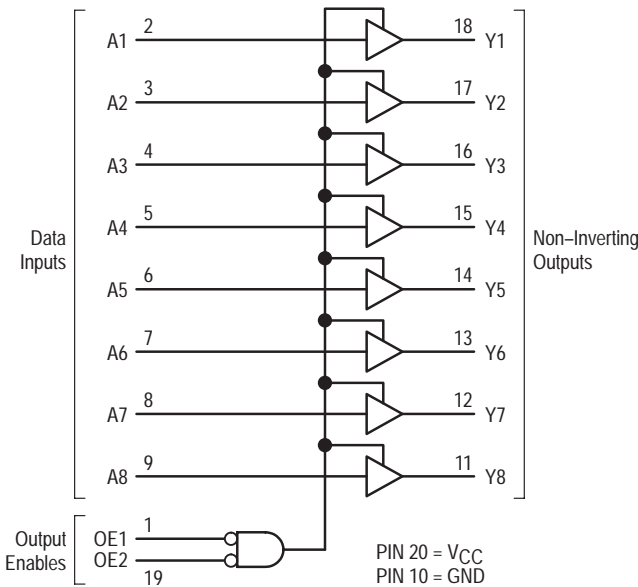 A1 2 18 Y1
A2 3 17 Y2
A3 4 16 Y3
A4 5 15 Y4
Data
Inputs
Non–Inverting
Outputs
A5 6 14 Y5
A6 7 13 Y6
A7 8 12 Y7
A8 9 11 Y8
Output
Enables
OE1 1
OE2 19
PIN 20 = VCC
PIN 10 = GND